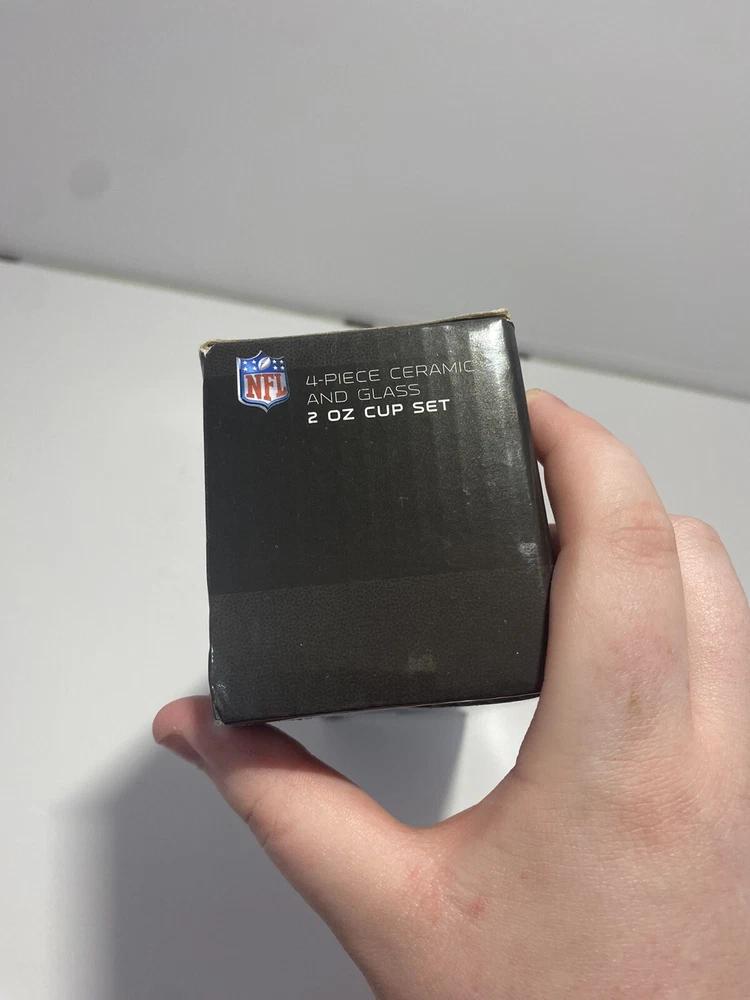 NFL
4-PIECE CERAMIC
AND GLASS
2 OZ CUP SET